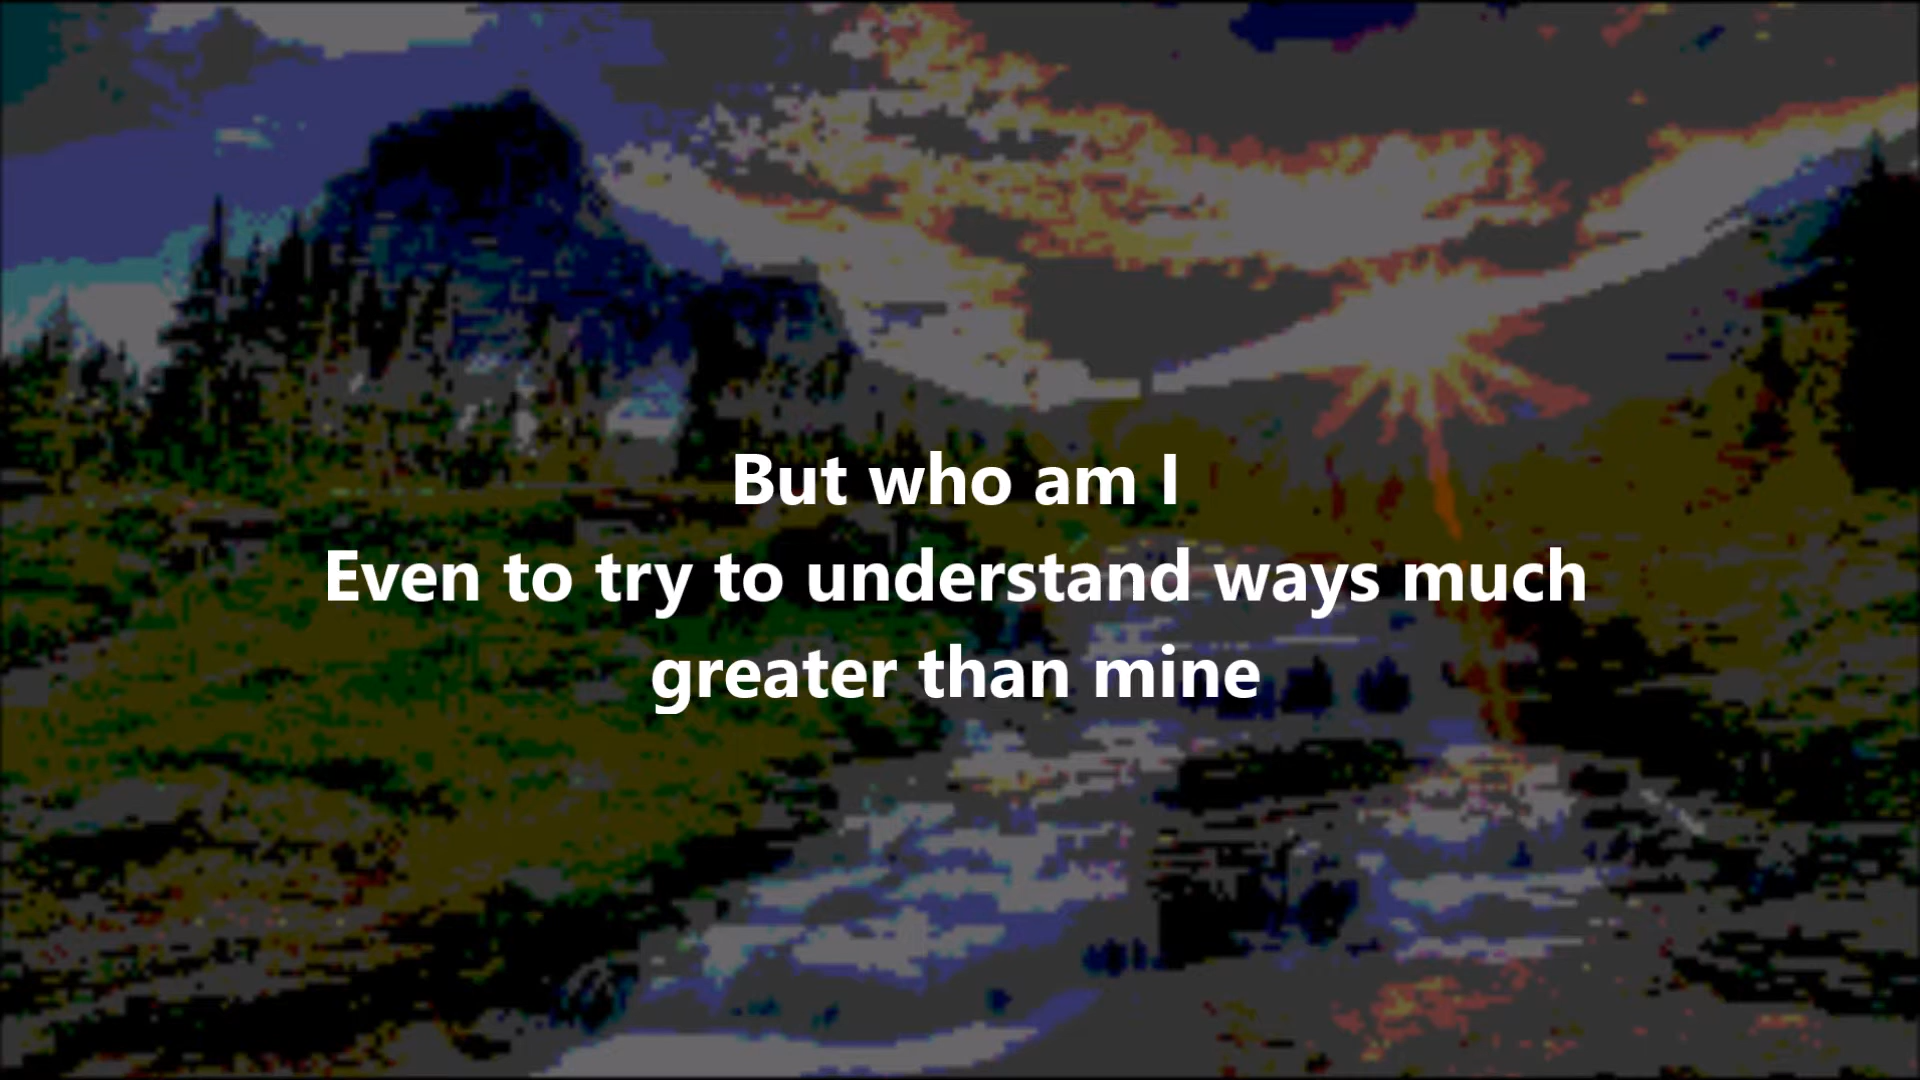 But who am I
Even to try to understand ways much
greater than mine